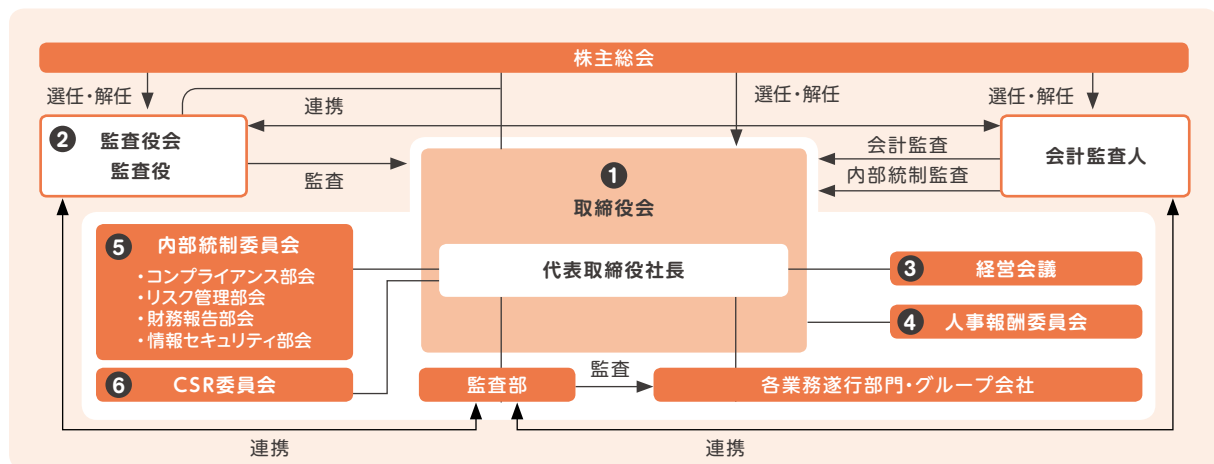 株主総会
選任・解任
連携
選任・解任
選任・解任
❷ 監査役会
監査役
監査
会計監査
内部統制監査
会計監査人
❶
取締役会
代表取締役社長
❺ 内部統制委員会
・コンプライアンス部会
・リスク管理部会
・財務報告部会
・情報セキュリティ部会
❸ 経営会議
❹ 人事報酬委員会
❻ CSR委員会
監査部
監査
各業務遂行部門・グループ会社
連携
連携